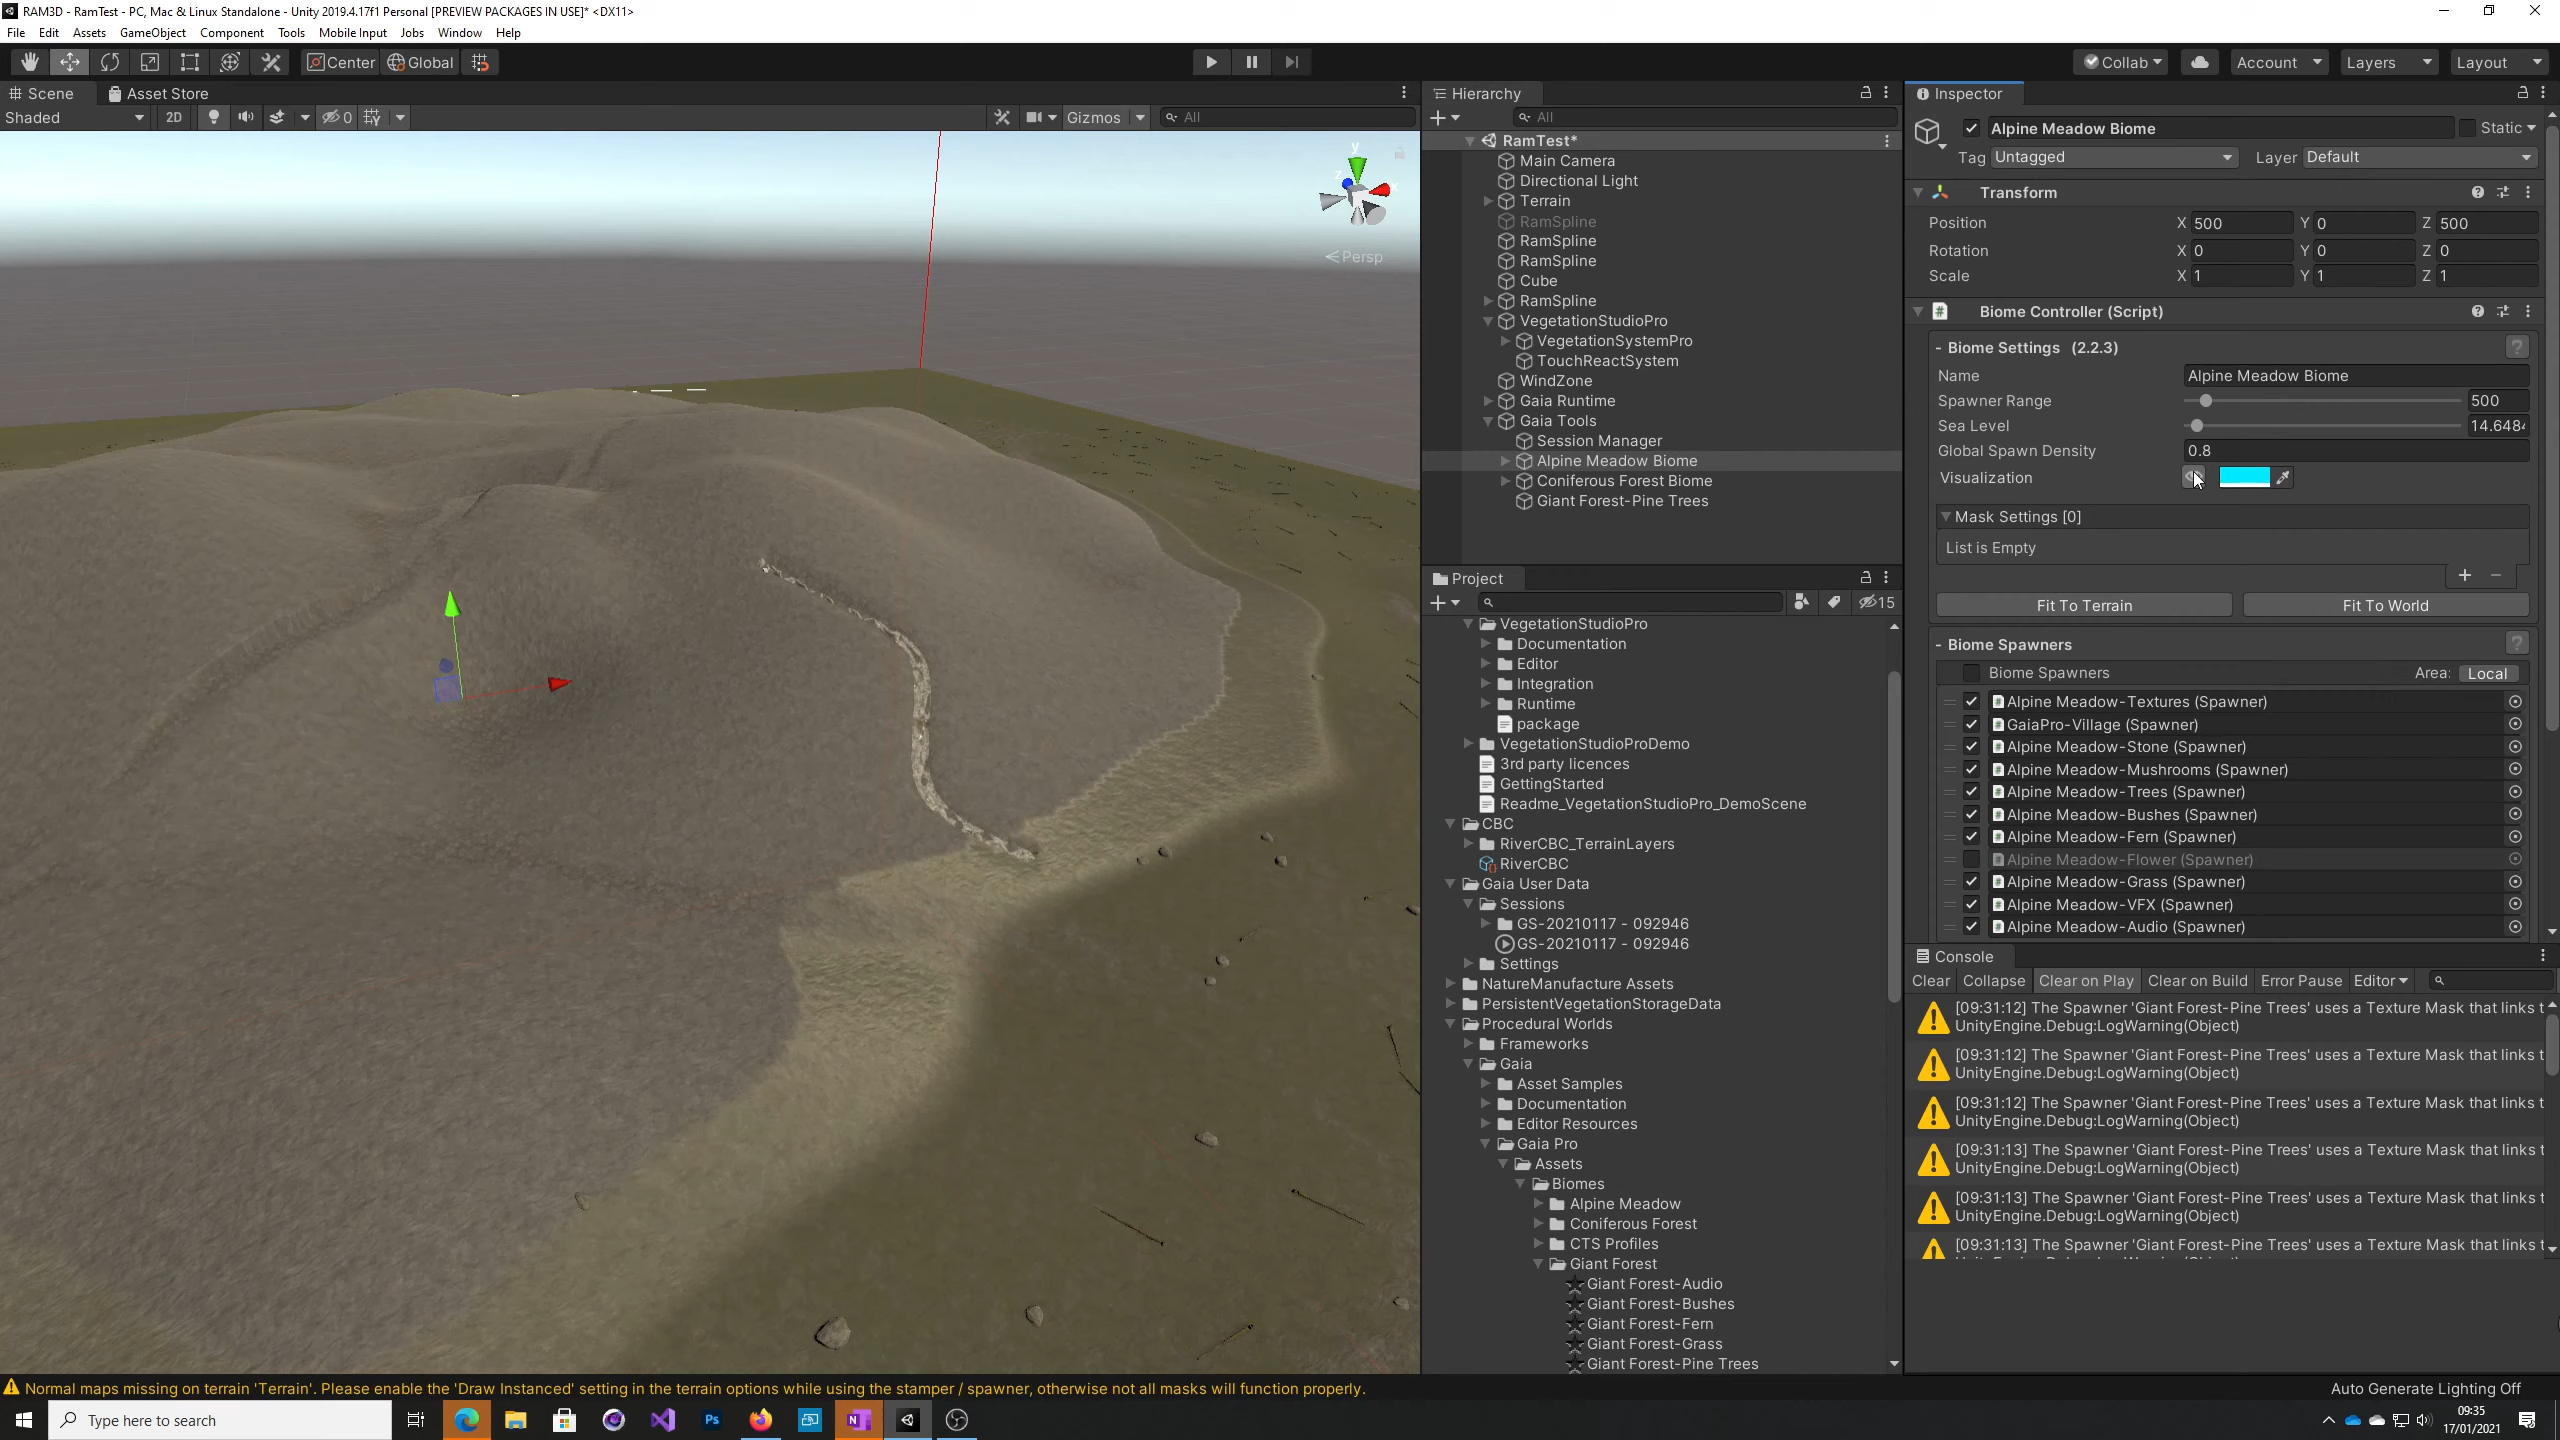 RAM3D - RamTest - PC, Mac & Linux Standalone - Unity 2019.4.17f1 Personal [PREVIEW PACKAGES IN USE]* <DX11>
File Edit Assets GameObject Component Tools Mobile Input Jobs Window Help
Center Global Collab Account Layers Layout
Scene Asset Store
Shaded 2D 0 Gizmos All
y
x
z
Persp
Hierarchy
All
RamTest*
Main Camera
Directional Light
Terrain
RamSpline
RamSpline
RamSpline
Cube
RamSpline
VegetationStudioPro
VegetationSystemPro
TouchReactSystem
WindZone
Gaia Runtime
Gaia Tools
Session Manager
Alpine Meadow Biome
Coniferous Forest Biome
Giant Forest-Pine Trees
Project
15
VegetationStudioPro
Documentation
Editor
Integration
Runtime
package
VegetationStudioProDemo
3rd party licences
GettingStarted
Readme_VegetationStudioPro_DemoScene
CBC
RiverCBC_TerrainLayers
RiverCBC
Gaia User Data
Sessions
GS-20210117 - 092946
GS-20210117 - 092946
Settings
NatureManufacture Assets
PersistentVegetationStorageData
Procedural Worlds
Frameworks
Gaia
Asset Samples
Documentation
Editor Resources
Gaia Pro
Assets
Biomes
Alpine Meadow
Coniferous Forest
CTS Profiles
Giant Forest
Giant Forest-Audio
Giant Forest-Bushes
Giant Forest-Fern
Giant Forest-Grass
Giant Forest-Pine Trees
Inspector
Alpine Meadow Biome Static
Tag Untagged Layer Default
Transform
Position X 500 Y 0 Z 500
Rotation X 0 Y 0 Z 0
Scale X 1 Y 1 Z 1
Biome Controller (Script)
- Biome Settings (2.2.3) ?
Name Alpine Meadow Biome
Spawner Range 500
Sea Level 14.648
Global Spawn Density 0.8
Visualization
Mask Settings [0]
List is Empty
+ -
Fit To Terrain Fit To World
- Biome Spawners ?
Biome Spawners Area: Local
Alpine Meadow-Textures (Spawner)
GaiaPro-Village (Spawner)
Alpine Meadow-Stone (Spawner)
Alpine Meadow-Mushrooms (Spawner)
Alpine Meadow-Trees (Spawner)
Alpine Meadow-Bushes (Spawner)
Alpine Meadow-Fern (Spawner)
Alpine Meadow-Flower (Spawner)
Alpine Meadow-Grass (Spawner)
Alpine Meadow-VFX (Spawner)
Alpine Meadow-Audio (Spawner)
Console
Clear Collapse Clear on Play Clear on Build Error Pause Editor
[09:31:12] The Spawner 'Giant Forest-Pine Trees' uses a Texture Mask that links t
UnityEngine.Debug:LogWarning(Object)
[09:31:12] The Spawner 'Giant Forest-Pine Trees' uses a Texture Mask that links t
UnityEngine.Debug:LogWarning(Object)
[09:31:12] The Spawner 'Giant Forest-Pine Trees' uses a Texture Mask that links t
UnityEngine.Debug:LogWarning(Object)
[09:31:13] The Spawner 'Giant Forest-Pine Trees' uses a Texture Mask that links t
UnityEngine.Debug:LogWarning(Object)
[09:31:13] The Spawner 'Giant Forest-Pine Trees' uses a Texture Mask that links t
UnityEngine.Debug:LogWarning(Object)
[09:31:13] The Spawner 'Giant Forest-Pine Trees' uses a Texture Mask that links t
Normal maps missing on terrain 'Terrain'. Please enable the 'Draw Instanced' setting in the terrain options while using the stamper / spawner, otherwise not all masks will function properly.
Auto Generate Lighting Off
Type here to search
Ps
N
09:35
17/01/2021